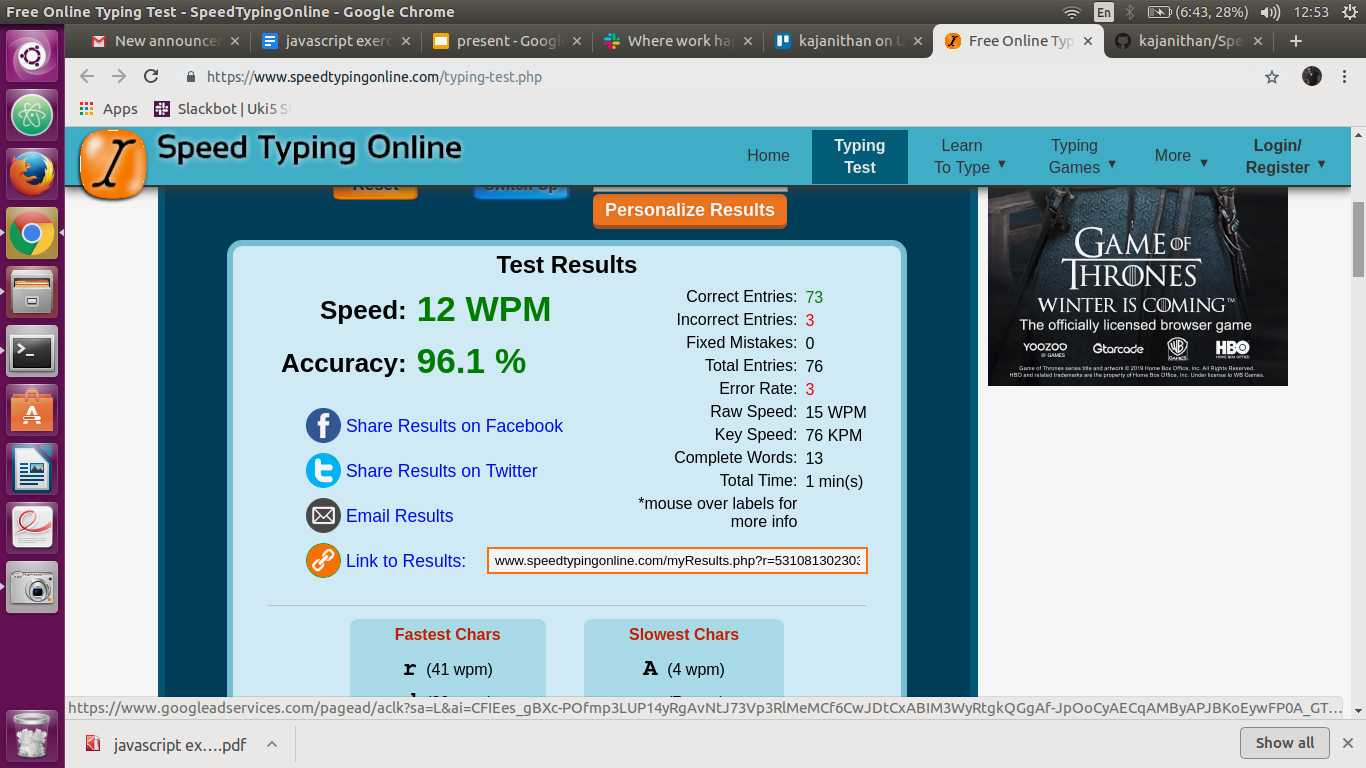 Free Online Typing Test - SpeedTypingOnline - Google Chrome
En
(6:43, 28%)
12:53
New announcer
javascript exerc
present - Googl
Where work ha
kajanithan on U
Free Online Typ
kajanithan/Spe
https://www.speedtypingonline.com/typing-test.php
Apps
Slackbot | Uki5 Sl
Speed Typing Online
Home
Typing
Test
Learn
To Type
Typing
Games
More
Login/
Register
Reset
Switch Up
Personalize Results
Test Results
Speed: 12 WPM
Accuracy: 96.1 %
Correct Entries: 73
Incorrect Entries: 3
Fixed Mistakes: 0
Total Entries: 76
Error Rate: 3
Raw Speed: 15 WPM
Key Speed: 76 KPM
Complete Words: 13
Total Time: 1 min(s)
*mouse over labels for
more info
Share Results on Facebook
Share Results on Twitter
Email Results
Link to Results: www.speedtypingonline.com/myResults.php?r=531081302303
Fastest Chars
r (41 wpm)
Slowest Chars
A (4 wpm)
GAME OF
THRONES
WINTER IS COMING™
The officially licensed browser game
YOOZOO
GAMES
Gtarcade
WB
HBO
HOME BOX OFFICE
Game of Thrones series title and artwork © 2019 Home Box Office, Inc. All Rights Reserved.
HBO and related trademarks are the property of Home Box Office, Inc. Under license to WB Games.
https://www.googleadservices.com/pagead/aclk?sa=L&ai=CFIEes_gBXc-POfmp3LUP14yRgAvNtJ73Vp3RlMeMCf6CwJDtCxABIM3WyRtgkQGgAf-JpOoCyAECqAMByAPJBKoEywFP0A_GT...
javascript ex....pdf
Show all